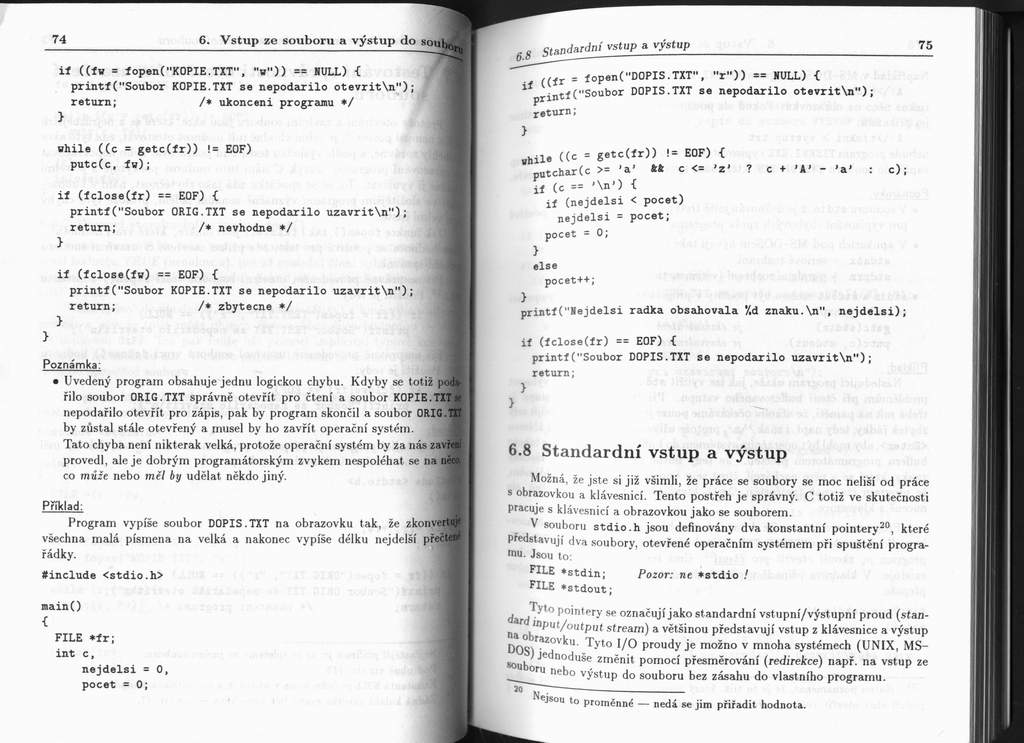 74 6. Vstup ze souboru a výstup do souboru
if ((fw = fopen("KOPIE.TXT", "w")) == NULL) {
printf("Soubor KOPIE.TXT se nepodarilo otevrit\n");
return; /* ukonceni programu */
}
while ((c = getc(fr)) != EOF)
putc(c, fw);
if (fclose(fr) == EOF) {
printf("Soubor ORIG.TXT se nepodarilo uzavrit\n");
return; /* nevhodne */
}
if (fclose(fw) == EOF) {
printf("Soubor KOPIE.TXT se nepodarilo uzavrit\n");
return; /* zbytecne */
}
}
Poznámka:
• Uvedený program obsahuje jednu logickou chybu. Kdyby se totiž poda-
řilo soubor ORIG.TXT správně otevřít pro čtení a soubor KOPIE.TXT se
nepodařilo otevřít pro zápis, pak by program skončil a soubor ORIG.TXT
by zůstal stále otevřený a musel by ho zavřít operační systém.
Tato chyba není nikterak velká, protože operační systém by za nás zavření
provedl, ale je dobrým programátorským zvykem nespoléhat se na něco,
co může nebo měl by udělat někdo jiný.
Příklad:
Program vypíše soubor DOPIS.TXT na obrazovku tak, že zkonvertuje
všechna malá písmena na velká a nakonec vypíše délku nejdelší přečtené
řádky.
#include <stdio.h>
main()
{
FILE *fr;
int c,
nejdelsi = 0,
pocet = 0;
6.8 Standardní vstup a výstup 75
if ((fr = fopen("DOPIS.TXT", "r")) == NULL) {
printf("Soubor DOPIS.TXT se nepodarilo otevrit\n");
return;
}
while ((c = getc(fr)) != EOF) {
putchar(c >= 'a' && c <= 'z' ? c + 'A' - 'a' : c);
if (c == '\n') {
if (nejdelsi < pocet)
nejdelsi = pocet;
pocet = 0;
}
else
pocet++;
}
printf("Nejdelsi radka obsahovala %d znaku.\n", nejdelsi);
if (fclose(fr) == EOF) {
printf("Soubor DOPIS.TXT se nepodarilo uzavrit\n");
return;
}
}
6.8 Standardní vstup a výstup
Možná, že jste si již všimli, že práce se soubory se moc neliší od práce
s obrazovkou a klávesnicí. Tento postřeh je správný. C totiž ve skutečnosti
pracuje s klávesnicí a obrazovkou jako se souborem.
V souboru stdio.h jsou definovány dva konstantní pointery20, které
představují dva soubory, otevřené operačním systémem při spuštění progra-
mu. Jsou to:
FILE *stdin; Pozor: ne *stdio !
FILE *stdout;
Tyto pointery se označují jako standardní vstupní/výstupní proud (stan-
dard input/output stream) a většinou představují vstup z klávesnice a výstup
na obrazovku. Tyto I/O proudy je možno v mnoha systémech (UNIX, MS-
DOS) jednoduše změnit pomocí přesměrování (redirekce) např. na vstup ze
souboru nebo výstup do souboru bez zásahu do vlastního programu.
20 Nejsou to proměnné — nedá se jim přiřadit hodnota.